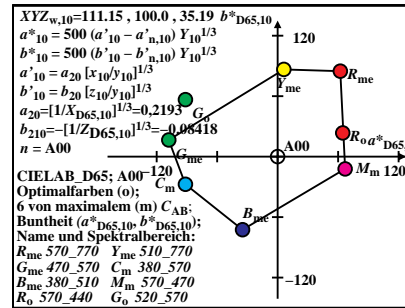 XYZw,10=111.15, 100.0, 35.19 b*D65,10
a*10 = 500 (a'10 - a'n,10) Y10^1/3
b*10 = 500 (b'10 - b'n,10) Y10^1/3
a'10 = a20 [x10/y10]^1/3
b'10 = b20 [z10/y10]^1/3
a20=[1/XD65,10]^1/3=0,2193
b210=−[1/ZD65,10]^1/3=−0,08418
n = A00
CIELAB_D65; A00
Optimalfarben (o);
6 von maximalem (m) CAB;
Buntheit (a*D65,10, b*D65,10);
Name und Spektralbereich:
Rme 570_770 Yme 510_770
Gme 470_570 Cm 380_570
Bme 380_510 Mm 570_470
Ro 570_440 Go 520_570
120
Yme
Rme
Go
Ro a*D65
Gme
A00
-120
120
Cm
Mm
Bme
−120